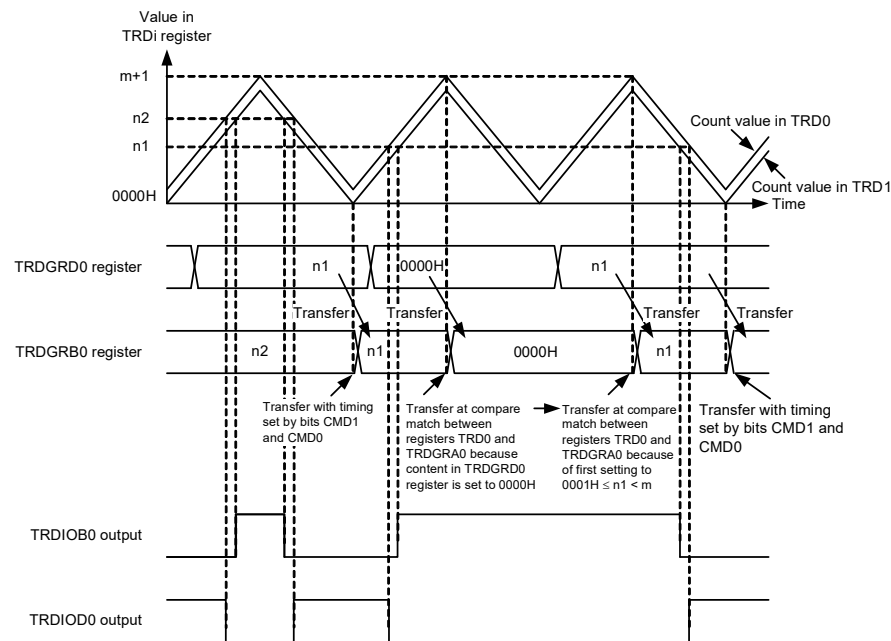 Value in
TRDi register
m+1
n2
n1
0000H
Count value in TRD0
Count value in TRD1
Time
TRDGRD0 register
n1
0000H
n1
Transfer
Transfer
Transfer
Transfer
TRDGRB0 register
n2
n1
0000H
n1
Transfer with timing
set by bits CMD1
and CMD0
Transfer at compare
match between
registers TRD0 and
TRDGRA0 because
content in TRDGRD0
register is set to 0000H
Transfer at compare
match between
registers TRD0 and
TRDGRA0 because
of first setting to
0001H ≤ n1 < m
Transfer with timing
set by bits CMD1 and
CMD0
TRDIOB0 output
TRDIOD0 output